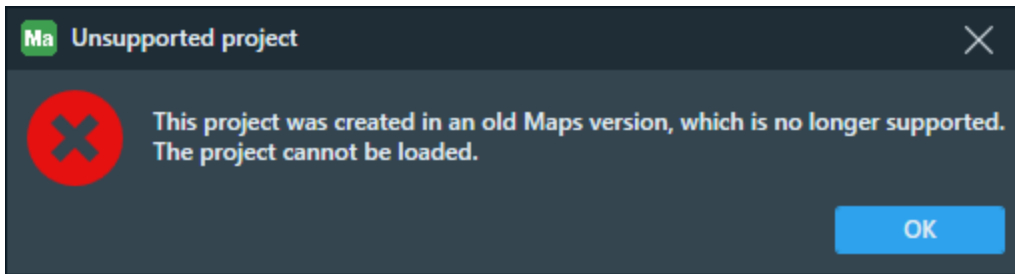 Ma Unsupported project
This project was created in an old Maps version, which is no longer supported.
The project cannot be loaded.
OK